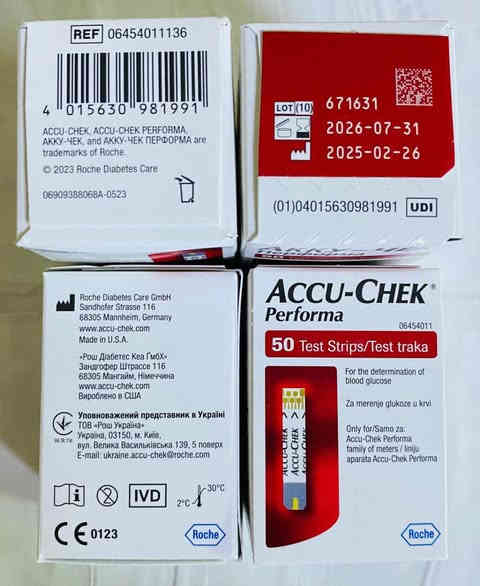 REF 06454011136
4 015630 981991
ACCU-CHEK, ACCU-CHEK PERFORMA,
АККУ-ЧЕК, and АККУ-ЧЕК ПЕРФОРМА are
trademarks of Roche.
© 2023 Roche Diabetes Care
06909388068A-0523
LOT (10) 671631
2026-07-31
2025-02-26
(01)04015630981991 UDI
АККУ-ЧЕК
Roche Diabetes Care GmbH
Sandhofer Strasse 116
68305 Mannheim, Germany
www.accu-chek.com
Made in U.S.A.
«Рош Діабетес Кеа ГмбХ»
Зандгофер Штрассе 116
68305 Мангайм, Німеччина
www.accu-chek.com
Вироблено в США
Уповноважений представник в Україні
ТОВ «Рош Україна»
Україна, 03150, м. Київ,
вул. Велика Васильківська 139, 5 поверх
E-mail: ukraine.accu-chek@roche.com
IVD
2°C
30°C
CE 0123
Roche
ACCU-CHEK®
Performa
06454011
50 Test Strips/Test traka
For the determination of
blood glucose
Za merenje glukoze u krvi
Only for/Samo za:
Accu-Chek Performa
family of meters / liniju
aparata Accu-Chek Performa
ACCU-CHEK
ACCU-CHEK
Roche